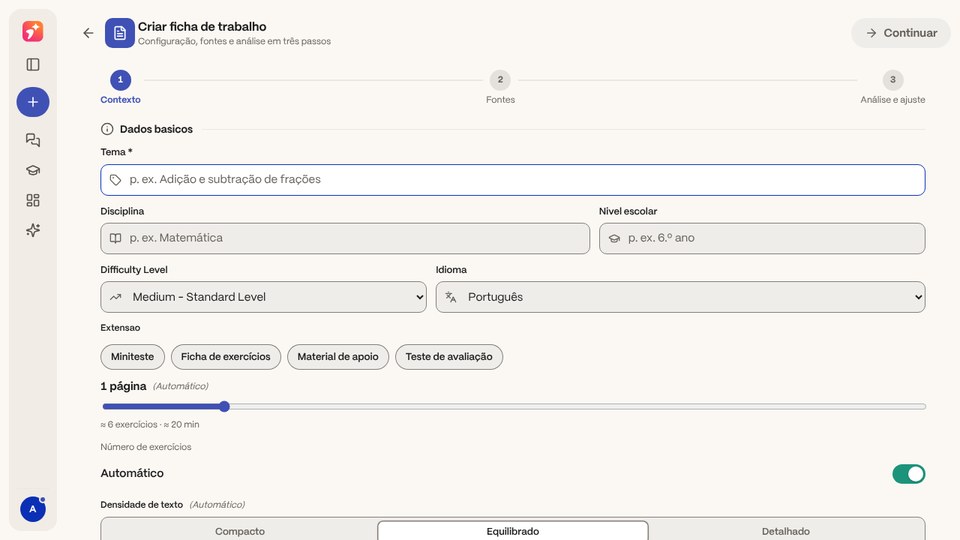 Criar ficha de trabalho
Configuração, fontes e análise em três passos
Continuar
1
2
3
Contexto
Fontes
Análise e ajuste
Dados basicos
Tema *
p. ex. Adição e subtração de frações
Disciplina
Nivel escolar
p. ex. Matemática
p. ex. 6.º ano
Difficulty Level
Idioma
Medium - Standard Level
Português
Extensao
Miniteste
Ficha de exercícios
Material de apoio
Teste de avaliação
1 página (Automático)
≈ 6 exercícios · ≈ 20 min
Número de exercícios
Automático
Densidade de texto (Automático)
Compacto
Equilibrado
Detalhado
A